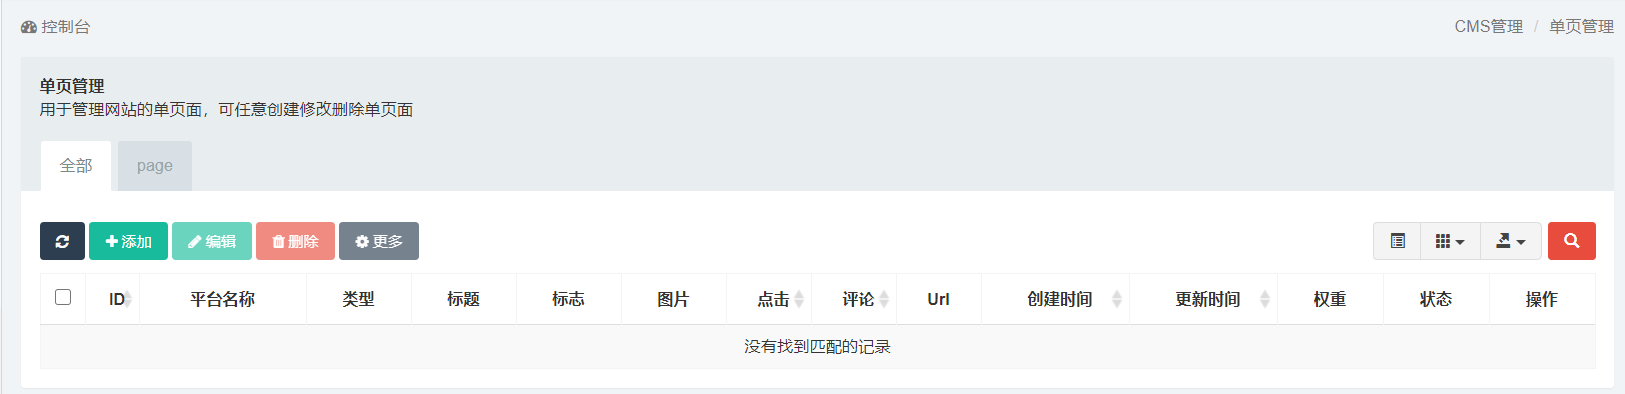 控制台
CMS管理 / 单页管理
单页管理
用于管理网站的单页面，可任意创建修改删除单页面
全部 page
添加 编辑 删除 更多
ID 平台名称 类型 标题 标志 图片 点击 评论 Url 创建时间 更新时间 权重 状态 操作
没有找到匹配的记录